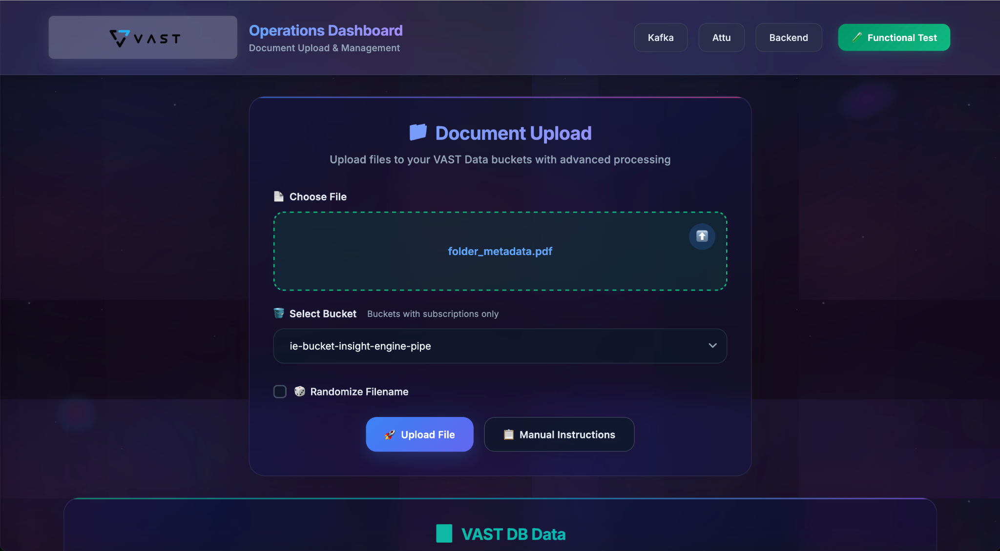 VAST
Operations Dashboard
Document Upload & Management
Kafka
Attu
Backend
Functional Test
Document Upload
Upload files to your VAST Data buckets with advanced processing
Choose File
folder_metadata.pdf
Select Bucket Buckets with subscriptions only
ie-bucket-insight-engine-pipe
Randomize Filename
Upload File
Manual Instructions
VAST DB Data